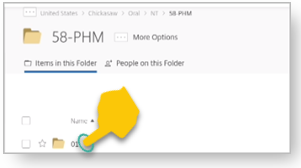 United States > Chickasaw > Oral > NT > 58-PHM
58-PHM ··· More Options
Items in this Folder People on this Folder
Name ▲
01